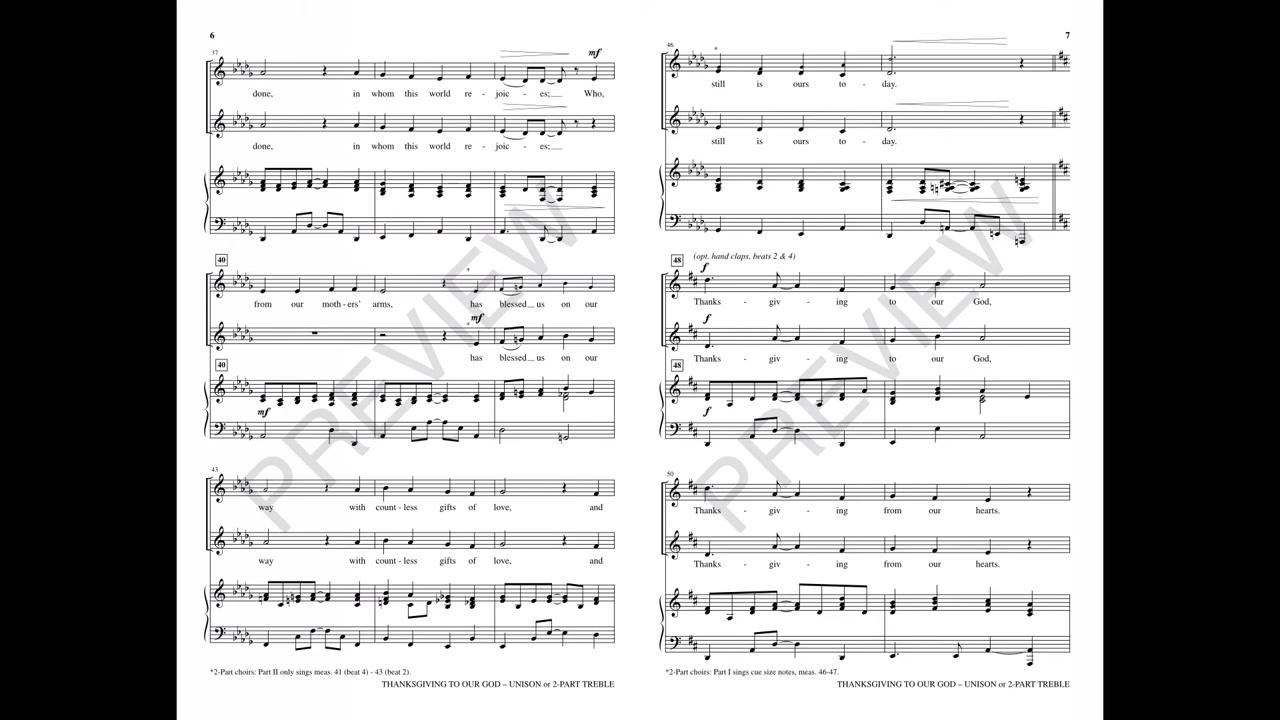 6
37
mf
done, in whom this world re - joic - es; Who,
done, in whom this world re - joic - es;
40
*
from our moth - ers' arms, has blessed us on our
mf
*
has blessed us on our
40
mf
43
way with count - less gifts of love, and
way with count - less gifts of love, and
*2-Part choirs: Part II only sings meas. 41 (beat 4) - 43 (beat 2).
THANKSGIVING TO OUR GOD – UNISON or 2-PART TREBLE
PREVIEW
7
46
*
still is ours to - day.
still is ours to - day.
48
(opt. hand claps, beats 2 & 4)
f
Thanks - giv - ing to our God,
f
Thanks - giv - ing to our God,
48
f
50
Thanks - giv - ing from our hearts.
Thanks - giv - ing from our hearts.
*2-Part choirs: Part I sings cue size notes, meas. 46-47.
THANKSGIVING TO OUR GOD – UNISON or 2-PART TREBLE
PREVIEW